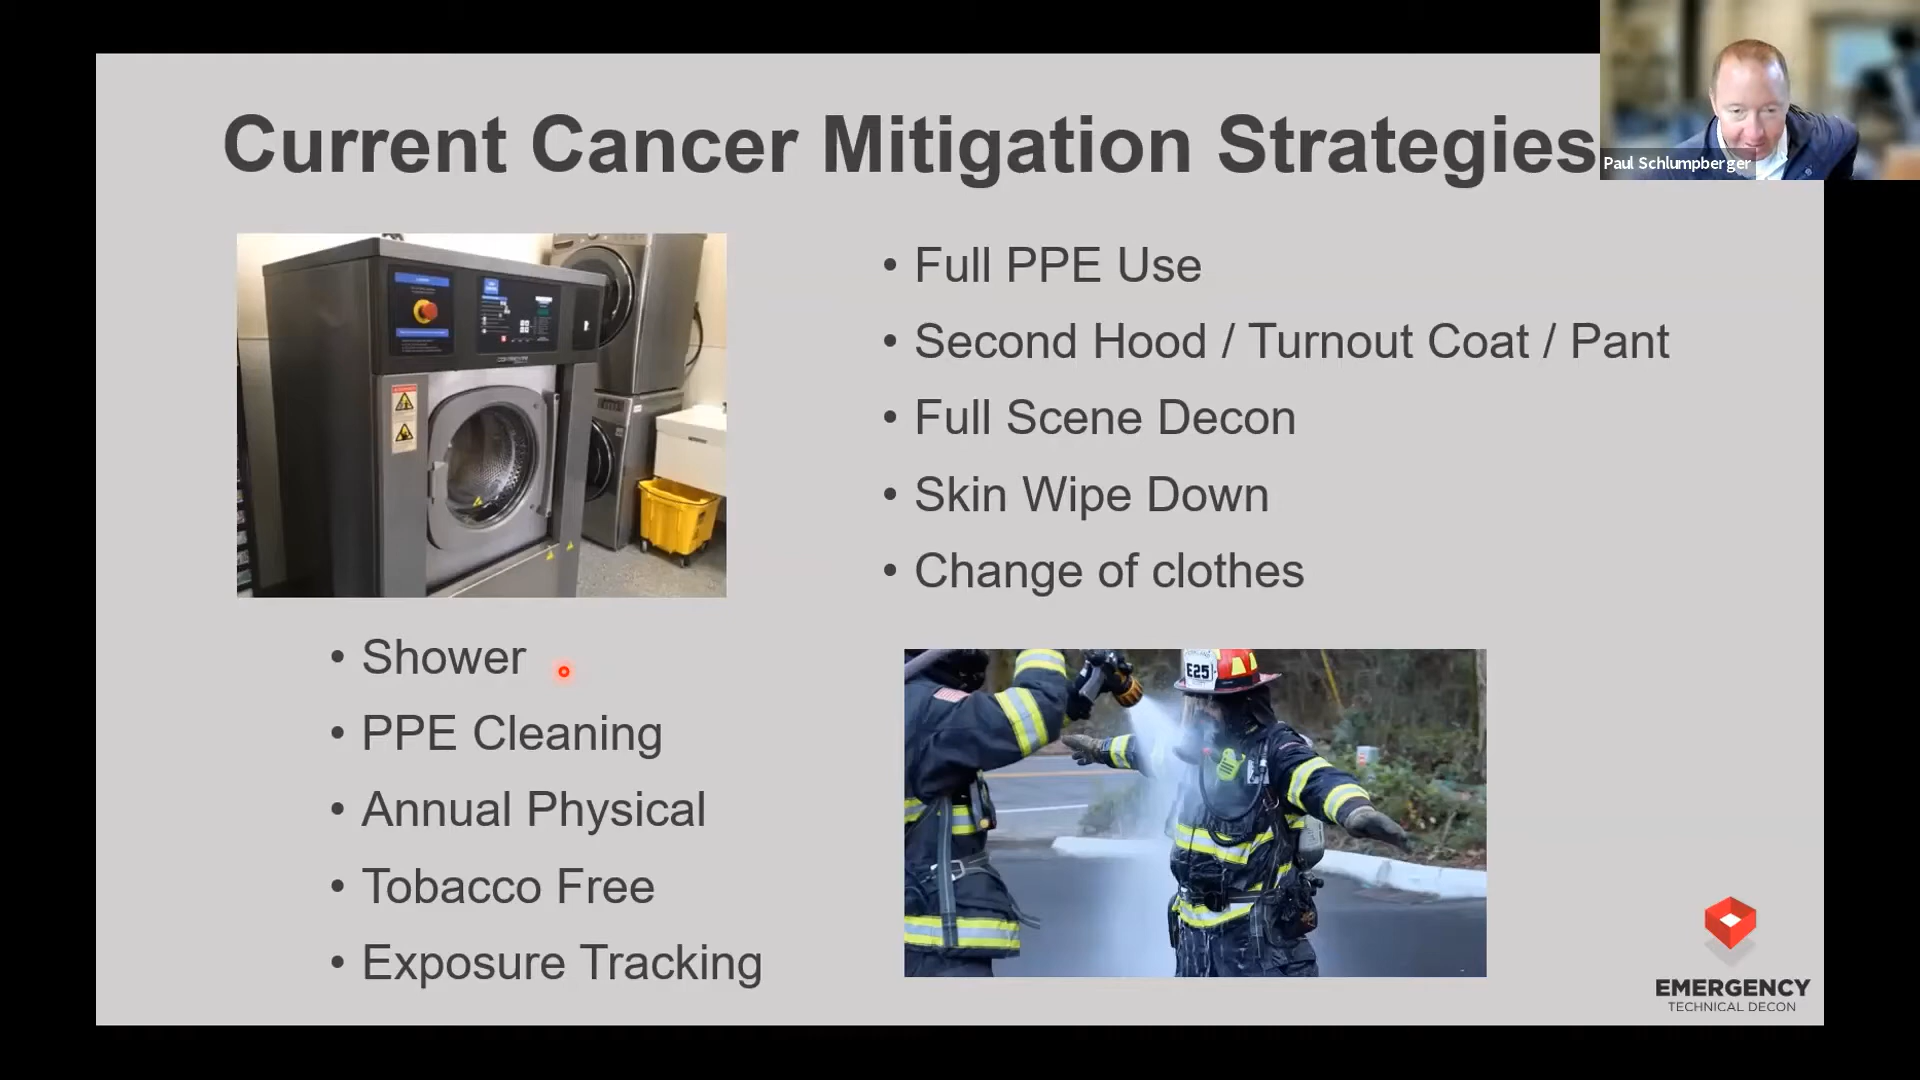 Current Cancer Mitigation Strategies
Paul Schlumpberger
• Full PPE Use
• Second Hood / Turnout Coat / Pant
• Full Scene Decon
• Skin Wipe Down
• Change of clothes
• Shower
• PPE Cleaning
• Annual Physical
• Tobacco Free
• Exposure Tracking
E25
EMERGENCY
TECHNICAL DECON